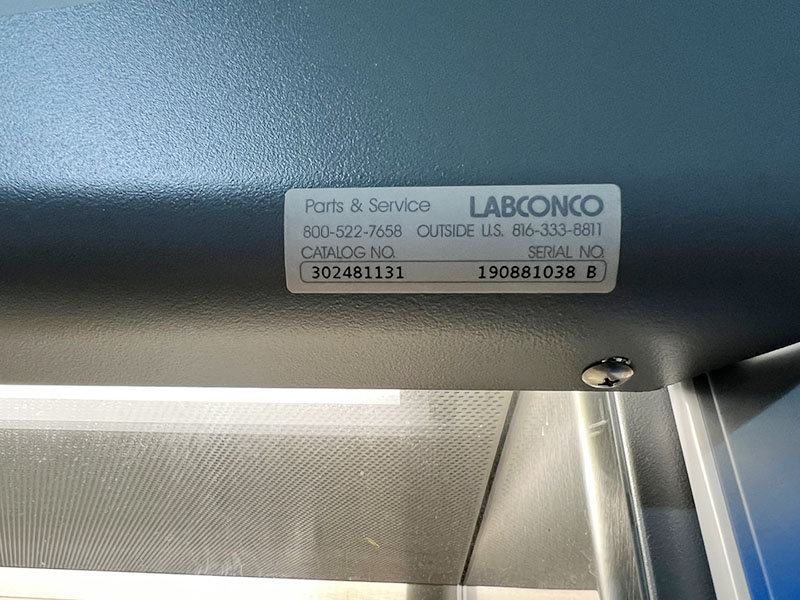 Parts & Service LABCONCO
800-522-7658 OUTSIDE U.S. 816-333-8811
CATALOG NO. SERIAL NO.
302481131 190881038 B